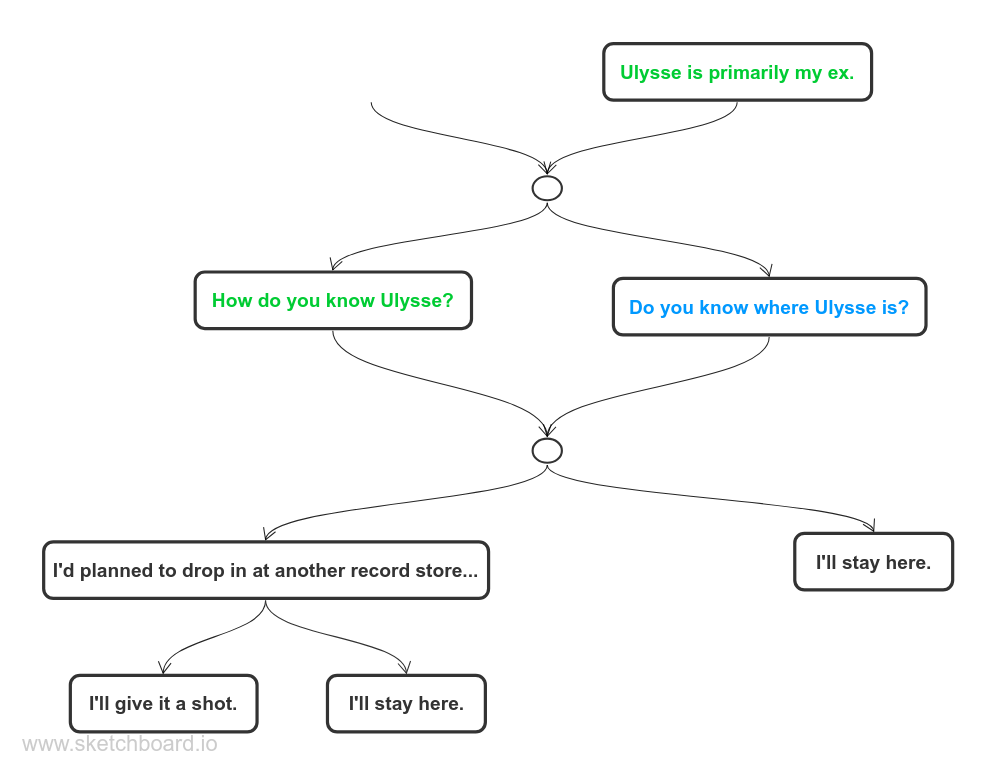 Ulysse is primarily my ex.
How do you know Ulysse?
Do you know where Ulysse is?
I'd planned to drop in at another record store...
I'll stay here.
I'll give it a shot.
I'll stay here.
www.sketchboard.io